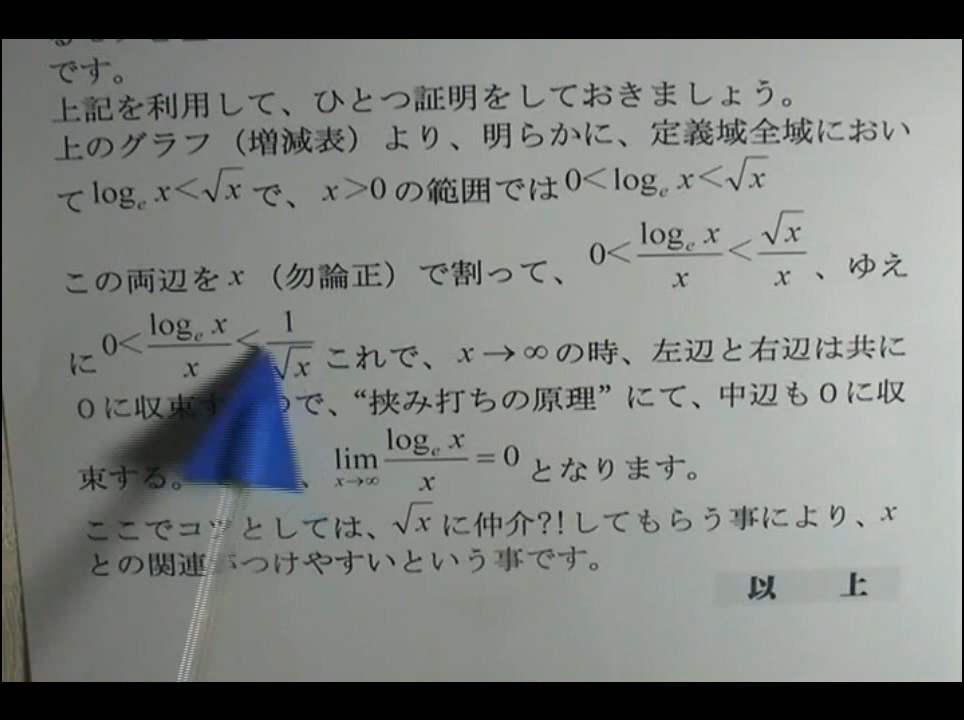 です。
上記を利用して、ひとつ証明をしておきましょう。
上のグラフ（増減表）より、明らかに、定義域全域におい
て log_e x<√x で、x>0 の範囲では 0<log_e x<√x
この両辺を x （勿論正）で割って、 0< log_e x / x < √x / x 、ゆえ
に 0< log_e x / x < 1 / √x これで、x→∞の時、左辺と右辺は共に
0に収束す で、“挟み打ちの原理”にて、中辺も0に収
束する。 、 lim x→∞ log_e x / x = 0 となります。
ここでコ としては、√x に仲介?!してもらう事により、x
との関連 つけやすいという事です。
以 上